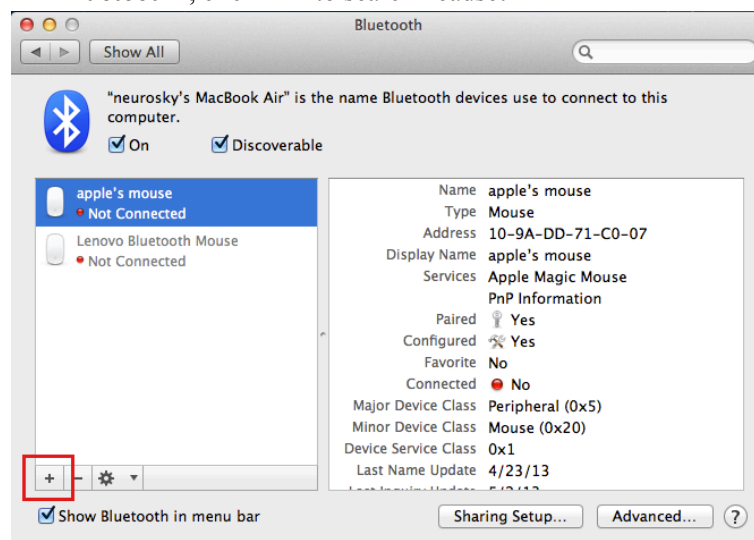 Bluetooth
Show All
"neurosky's MacBook Air" is the name Bluetooth devices use to connect to this
computer.
On Discoverable
apple's mouse
Not Connected
Lenovo Bluetooth Mouse
Not Connected
Name apple's mouse
Type Mouse
Address 10-9A-DD-71-C0-07
Display Name apple's mouse
Services Apple Magic Mouse
PnP Information
Paired Yes
Configured Yes
Favorite No
Connected No
Major Device Class Peripheral (0x5)
Minor Device Class Mouse (0x20)
Device Service Class 0x1
Last Name Update 4/23/13
+ -
Show Bluetooth in menu bar
Sharing Setup... Advanced... ?